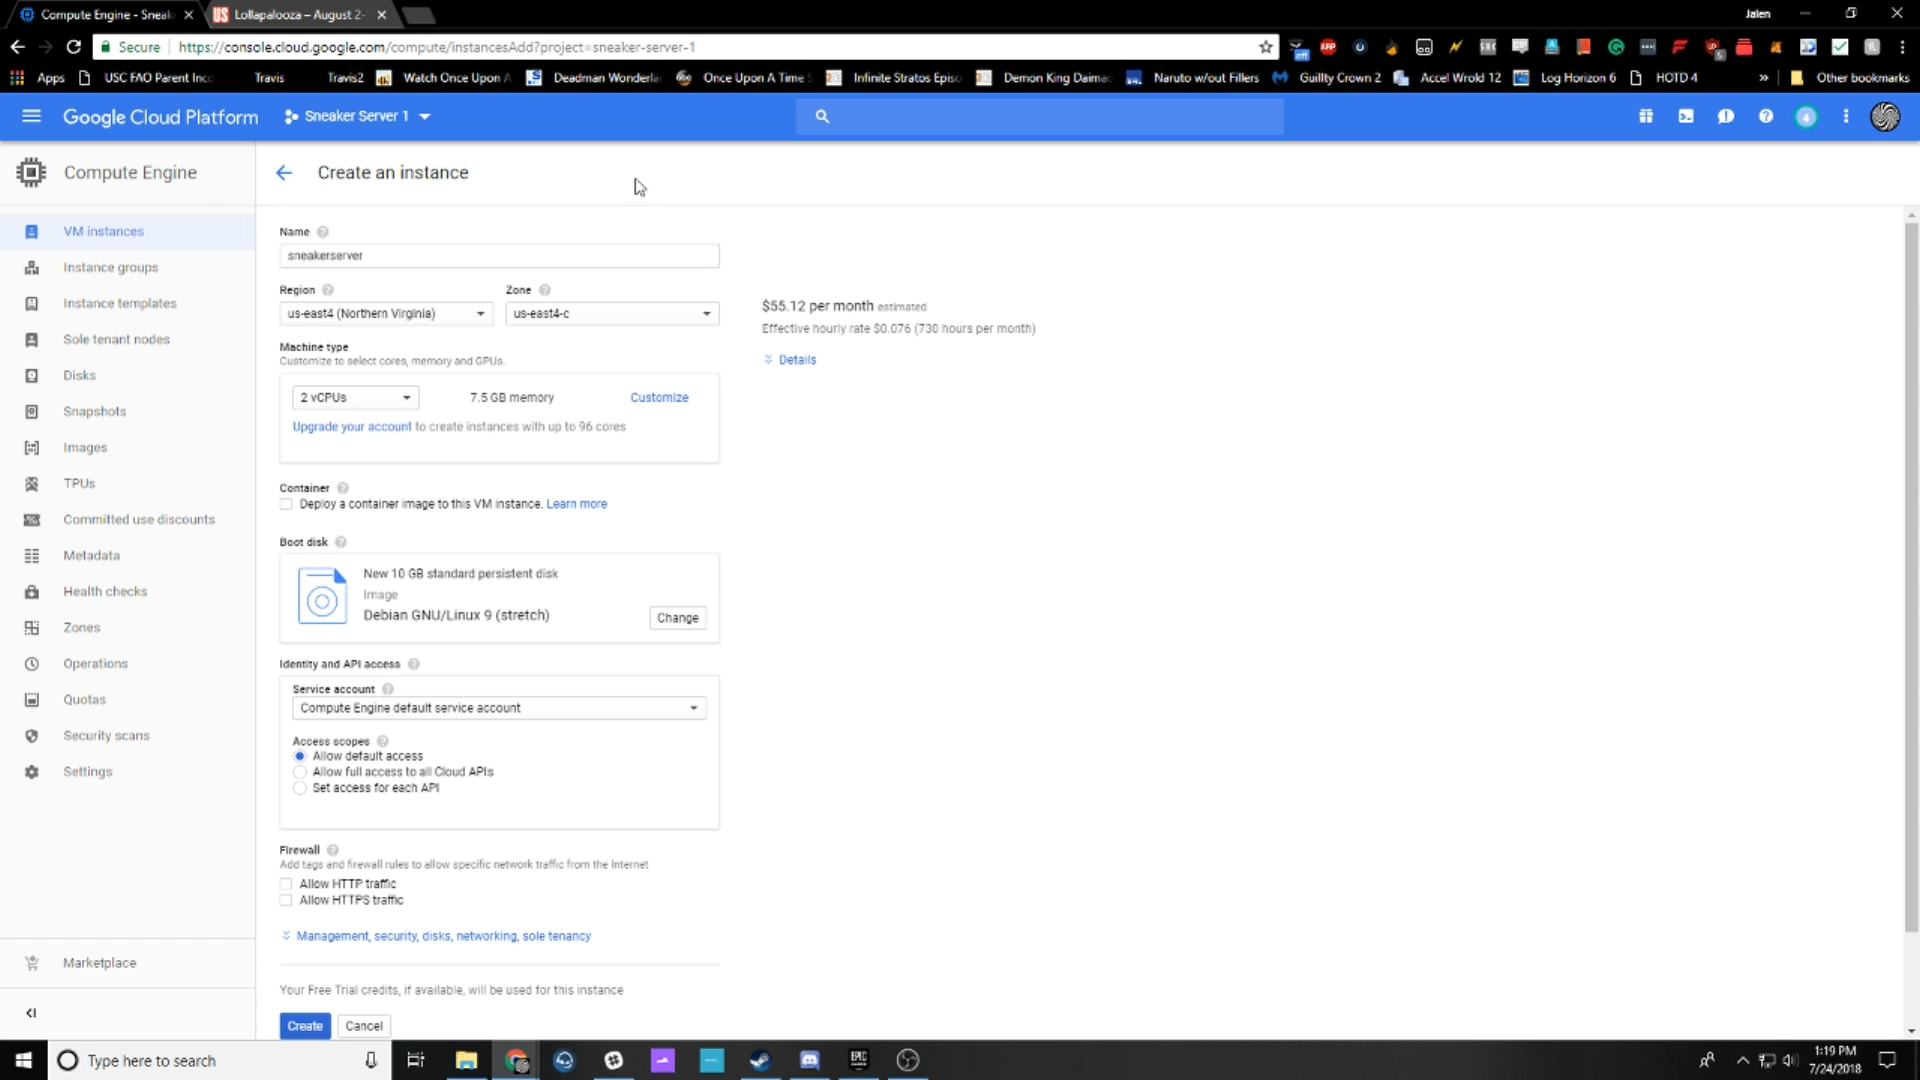 Compute Engine - Sneak
Lollapalooza – August 2-
Jalen
Secure
https://console.cloud.google.com/compute/instancesAdd?project=sneaker-server-1
Apps
USC FAO Parent Inc
Travis
Travis2
Watch Once Upon A
Deadman Wonderla
Once Upon A Time
Infinite Stratos Episo
Demon King Daimao
Naruto w/out Fillers
Guillty Crown 2
Accel Wrold 12
Log Horizon 6
HOTD 4
»
Other bookmarks
Google Cloud Platform
Sneaker Server 1
4
Compute Engine
Create an instance
VM instances
Instance groups
Instance templates
Sole tenant nodes
Disks
Snapshots
Images
TPUs
Committed use discounts
Metadata
Health checks
Zones
Operations
Quotas
Security scans
Settings
Marketplace
Name
sneakerserver
Region
Zone
us-east4 (Northern Virginia)
us-east4-c
$55.12 per month estimated
Effective hourly rate $0.076 (730 hours per month)
Details
Machine type
Customize to select cores, memory and GPUs.
2 vCPUs
7.5 GB memory
Customize
Upgrade your account to create instances with up to 96 cores
Container
Deploy a container image to this VM instance. Learn more
Boot disk
New 10 GB standard persistent disk
Image
Debian GNU/Linux 9 (stretch)
Change
Identity and API access
Service account
Compute Engine default service account
Access scopes
Allow default access
Allow full access to all Cloud APIs
Set access for each API
Firewall
Add tags and firewall rules to allow specific network traffic from the Internet
Allow HTTP traffic
Allow HTTPS traffic
Management, security, disks, networking, sole tenancy
Your Free Trial credits, if available, will be used for this instance
Create
Cancel
Type here to search
1:19 PM
7/24/2018